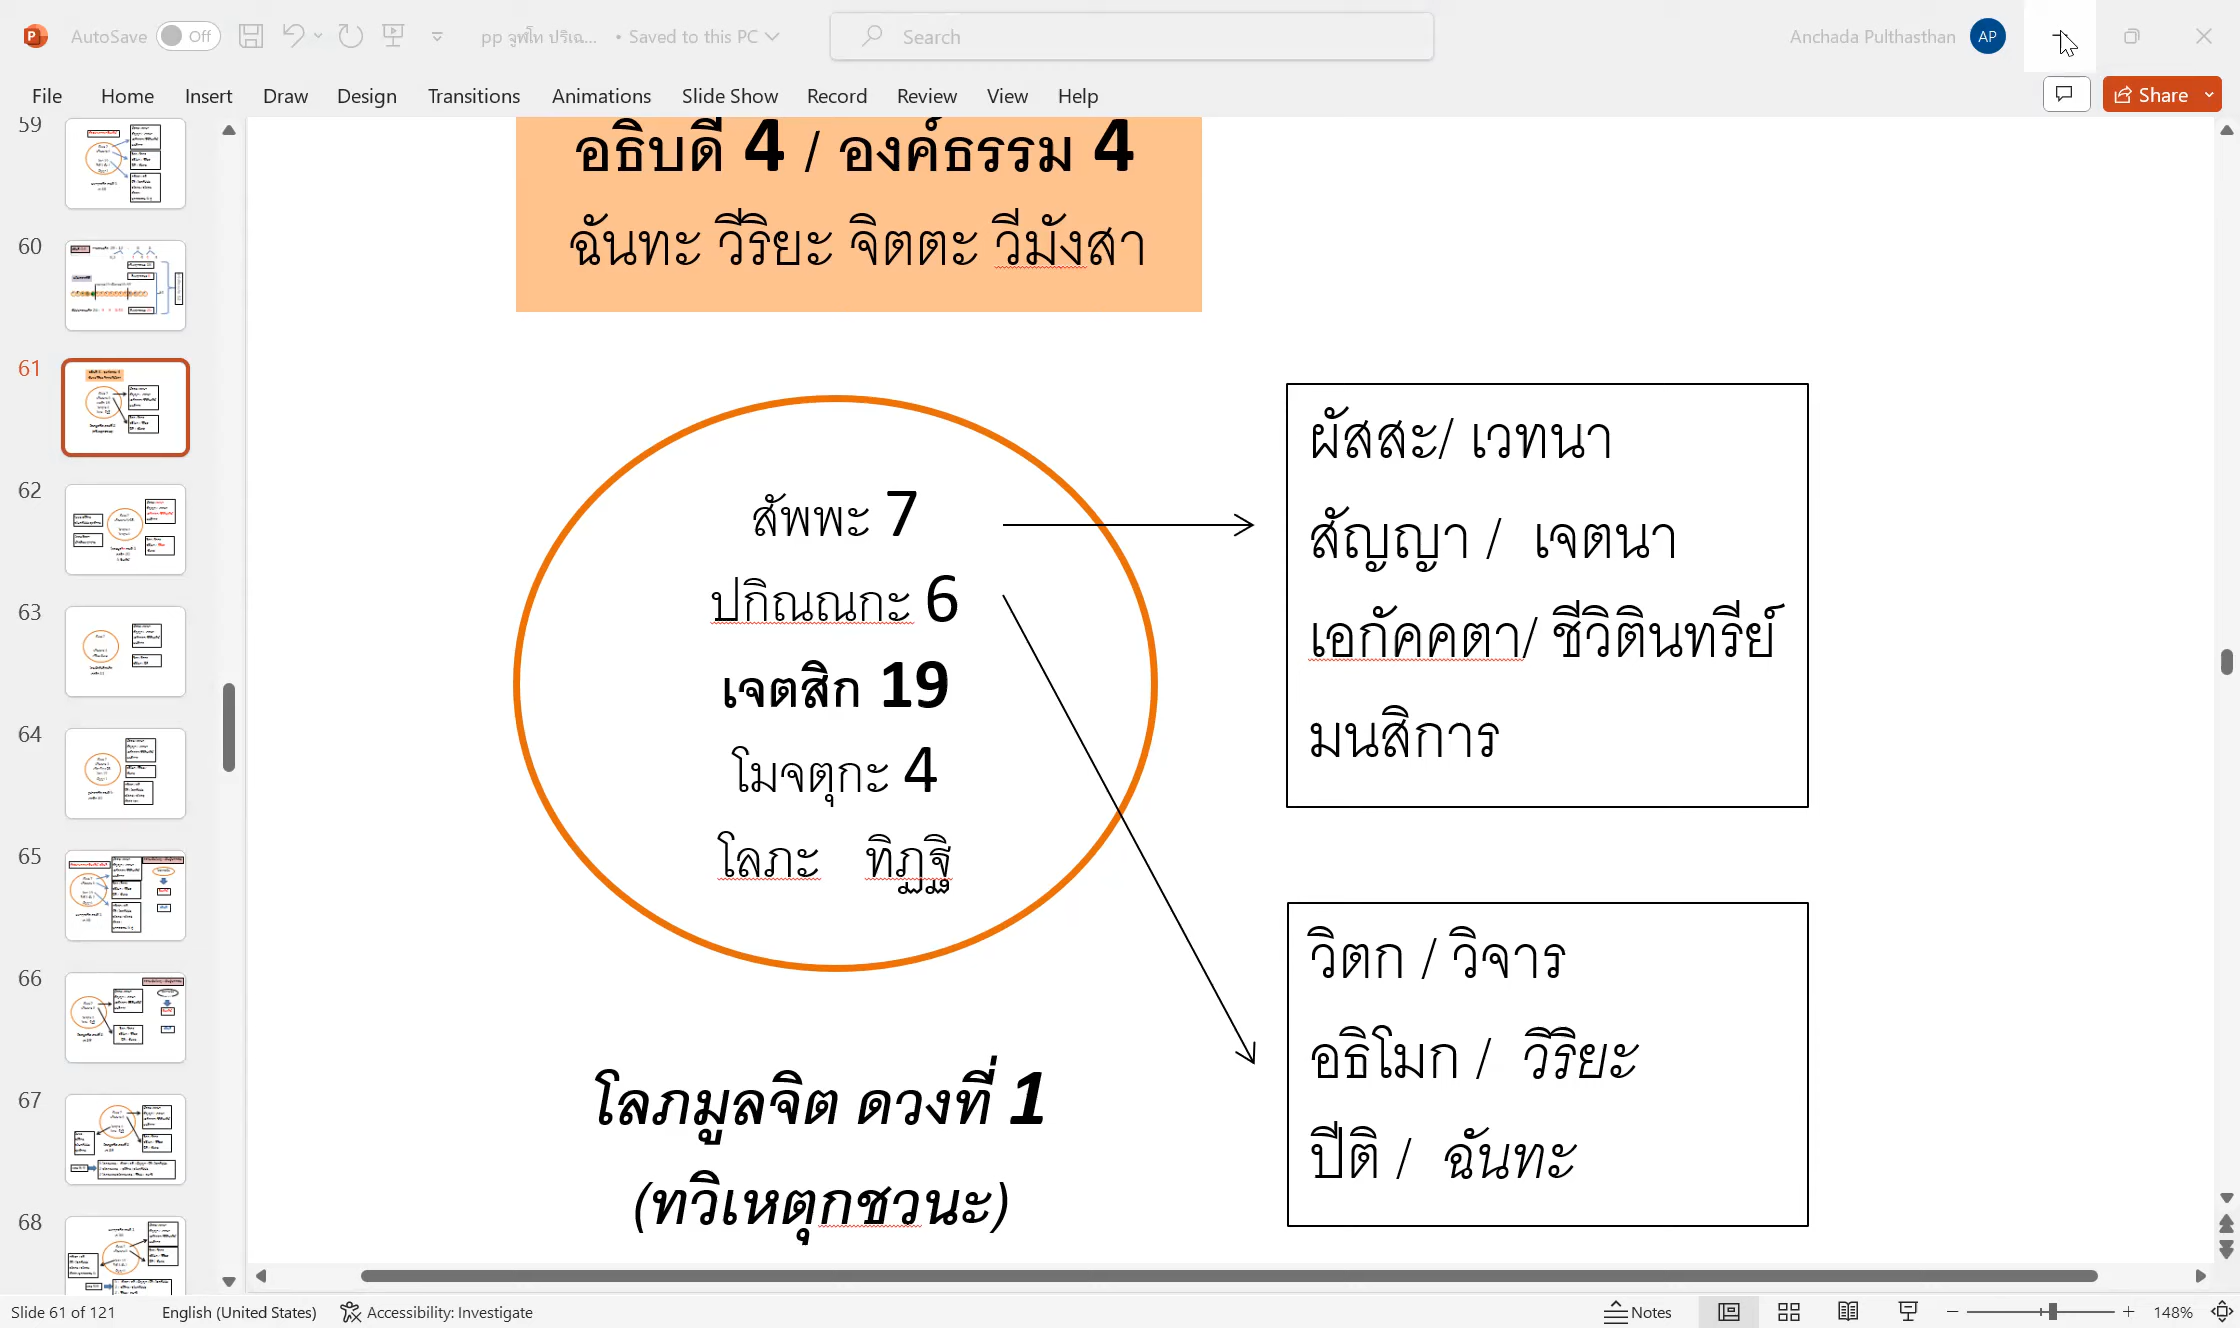 AutoSave Off
Saved to this PC
Search
Anchada Pulthasthan AP
File Home Insert Draw Design Transitions Animations Slide Show Record Review View Help
Share
59
60
61
62
63
64
65
66
67
68
อธิบดี 4 / องค์ธรรม 4
ฉันทะ วีริยะ จิตตะ วีมังสา
สัพพะ 7
ปกิณณกะ 6
เจตสิก 19
โมจตุกะ 4
โลภะ ทิฏฐิ
โลภมูลจิต ดวงที่ 1
(ทวิเหตุกชวนะ)
ผัสสะ/ เวทนา
สัญญา / เจตนา
เอกัคคตา/ ชีวิตินทรีย์
มนสิการ
วิตก / วิจาร
อธิโมก / วิริยะ
ปีติ / ฉันทะ
Slide 61 of 121 English (United States) Accessibility: Investigate Notes 148%